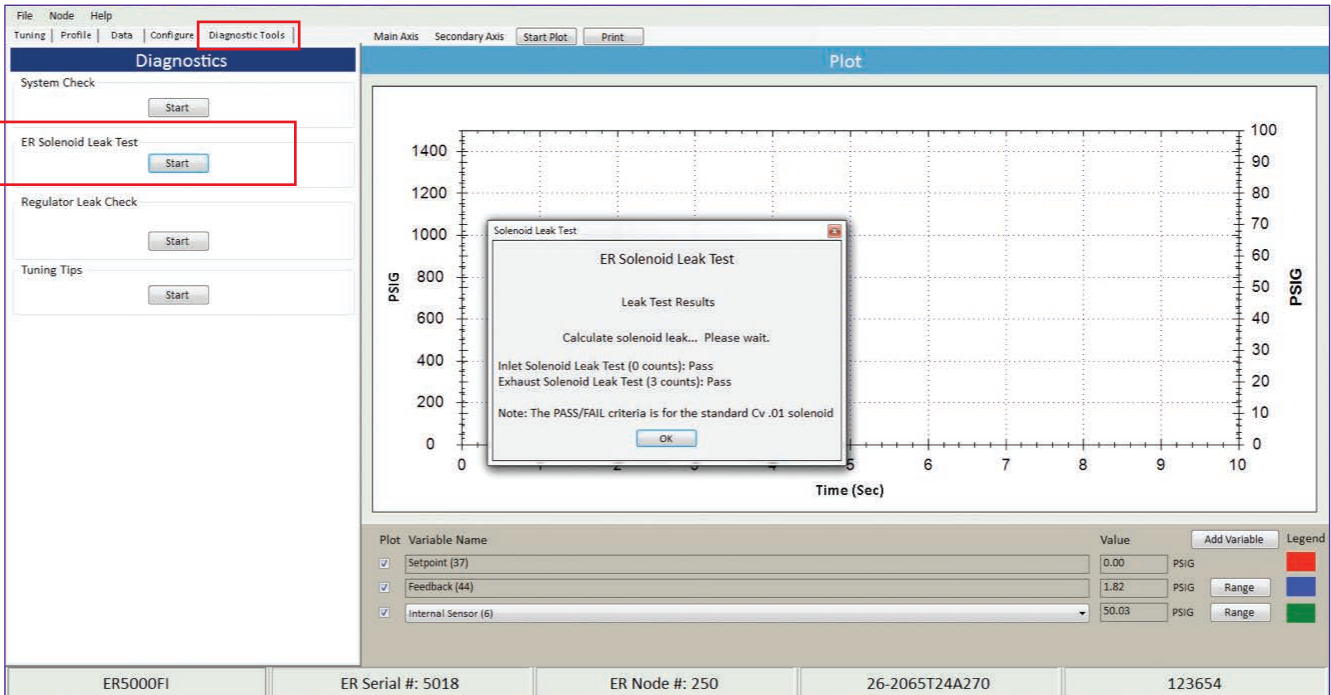 File Node Help
Tuning Profile Data Configure Diagnostic Tools
Main Axis Secondary Axis Start Plot Print
Diagnostics
System Check
Start
ER Solenoid Leak Test
Start
Regulator Leak Check
Start
Tuning Tips
Start
Plot
1400
1200
1000
800
600
400
200
0
PSIG
100
90
80
70
60
50
40
30
20
10
0
PSIG
Solenoid Leak Test
ER Solenoid Leak Test
Leak Test Results
Calculate solenoid leak... Please wait.
Inlet Solenoid Leak Test (0 counts): Pass
Exhaust Solenoid Leak Test (3 counts): Pass
Note: The PASS/FAIL criteria is for the standard Cv .01 solenoid
OK
0 5 6 7 8 9 10
Time (Sec)
Plot Variable Name Value Add Variable Legend
Setpoint (37) 0.00 PSIG
Feedback (44) 1.82 PSIG Range
Internal Sensor (6) 50.03 PSIG Range
ER5000FI ER Serial #: 5018 ER Node #: 250 26-2065T24A270 123654